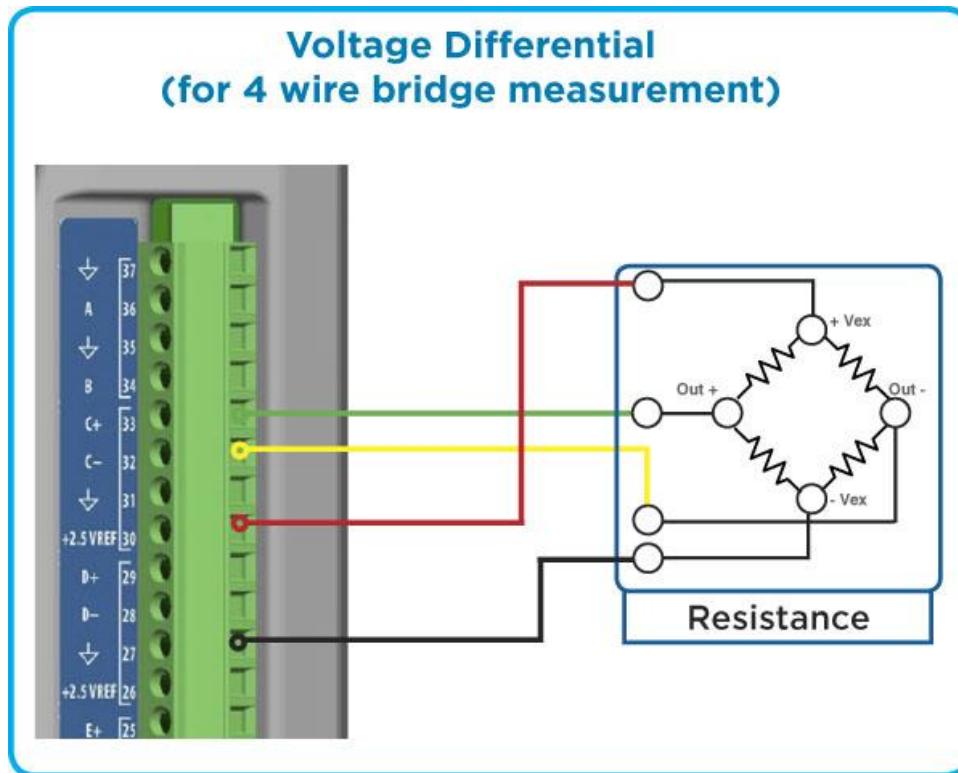 Voltage Differential
(for 4 wire bridge measurement)
37
A 36
35
B 34
C+ 33
C− 32
31
+2.5 VREF 30
D+ 29
D− 28
27
+2.5 VREF 26
E+ 25
+ Vex
Out +
Out -
- Vex
Resistance